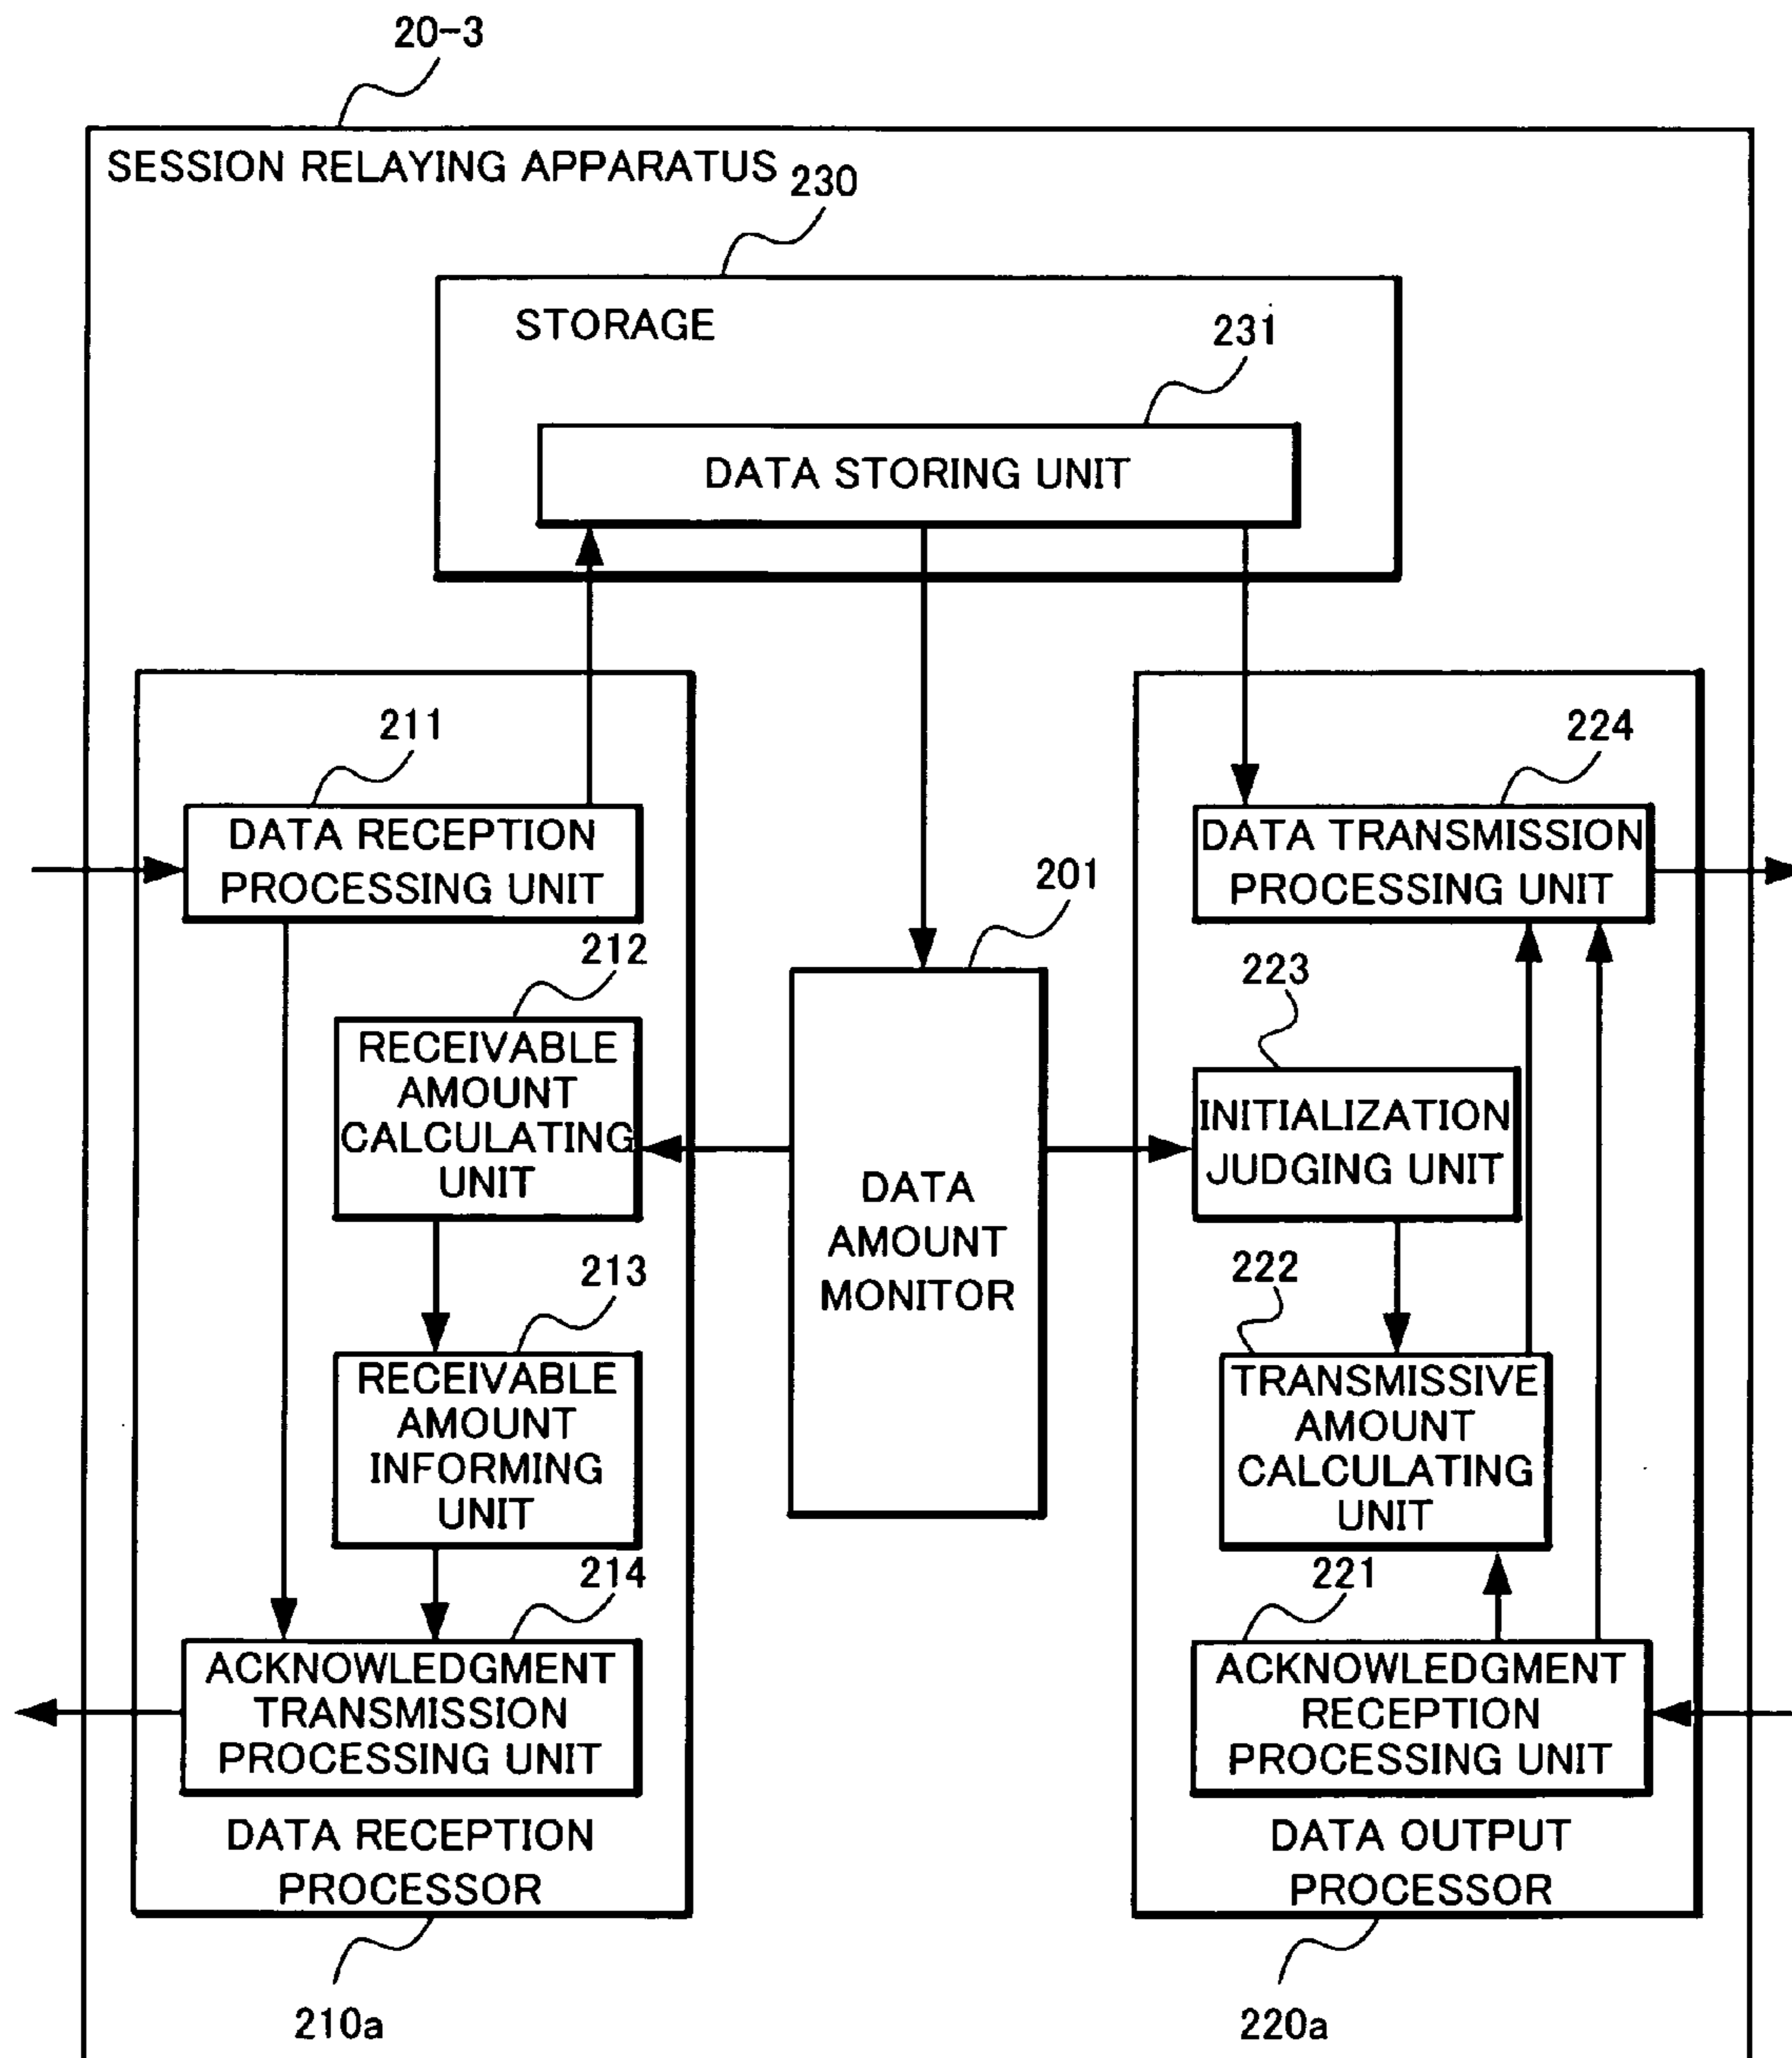 20-3
SESSION RELAYING APPARATUS
230
STORAGE
231
DATA STORING UNIT
211
DATA RECEPTION
PROCESSING UNIT
212
RECEIVABLE
AMOUNT
CALCULATING
UNIT
213
RECEIVABLE
AMOUNT
INFORMING
UNIT
214
ACKNOWLEDGMENT
TRANSMISSION
PROCESSING UNIT
DATA RECEPTION
PROCESSOR
210a
201
DATA
AMOUNT
MONITOR
224
DATA TRANSMISSION
PROCESSING UNIT
223
INITIALIZATION
JUDGING UNIT
222
TRANSMISSIVE
AMOUNT
CALCULATING
UNIT
221
ACKNOWLEDGMENT
RECEPTION
PROCESSING UNIT
DATA OUTPUT
PROCESSOR
220a